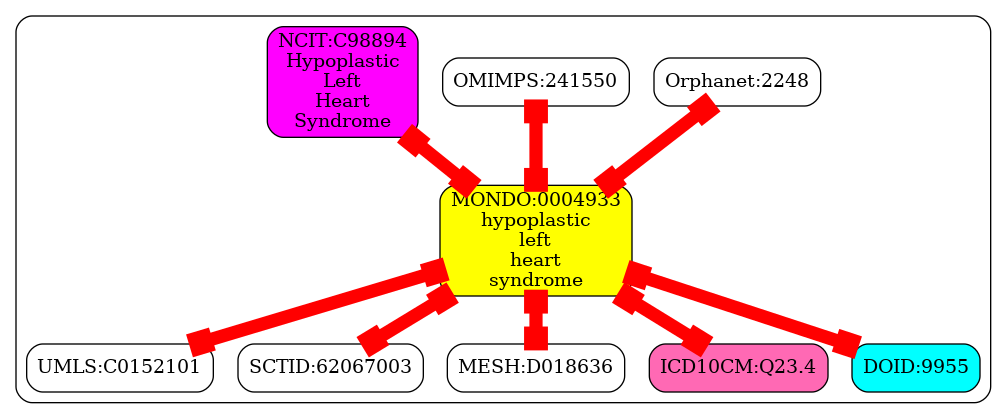 NCIT:C98894
Hypoplastic
Left
Heart
Syndrome
OMIMPS:241550
Orphanet:2248
MONDO:0004933
hypoplastic
left
heart
syndrome
UMLS:C0152101
SCTID:62067003
MESH:D018636
ICD10CM:Q23.4
DOID:9955